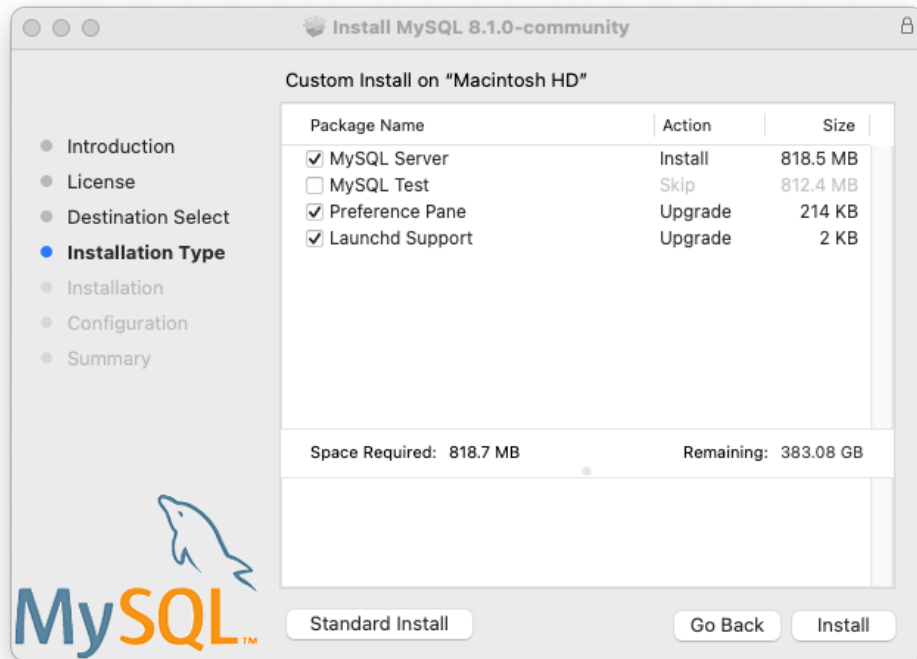 Install MySQL 8.1.0-community
Introduction
License
Destination Select
Installation Type
Installation
Configuration
Summary
Custom Install on “Macintosh HD”
Package Name Action Size
MySQL Server Install 818.5 MB
MySQL Test Skip 812.4 MB
Preference Pane Upgrade 214 KB
Launchd Support Upgrade 2 KB
Space Required: 818.7 MB Remaining: 383.08 GB
MySQL™
Standard Install Go Back Install